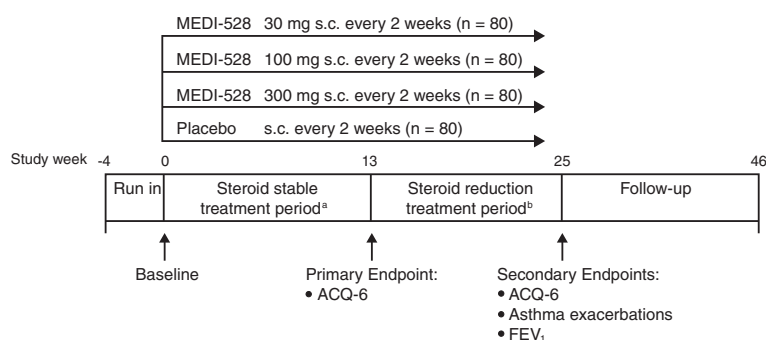 MEDI-528 30 mg s.c. every 2 weeks (n = 80)
MEDI-528 100 mg s.c. every 2 weeks (n = 80)
MEDI-528 300 mg s.c. every 2 weeks (n = 80)
Placebo s.c. every 2 weeks (n = 80)
Study week -4 0 13 25 46
Run in
Steroid stable
treatment periodᵃ
Steroid reduction
treatment periodᵇ
Follow-up
Baseline
Primary Endpoint:
• ACQ-6
Secondary Endpoints:
• ACQ-6
• Asthma exacerbations
• FEV₁